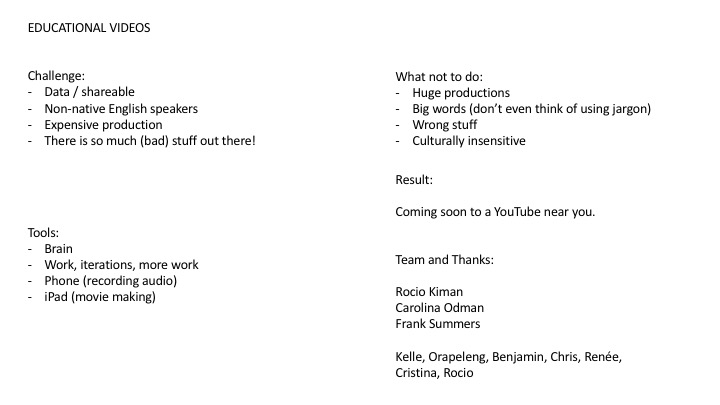 EDUCATIONAL VIDEOS
Challenge:
- Data / shareable
- Non-native English speakers
- Expensive production
- There is so much (bad) stuff out there!
Tools:
- Brain
- Work, iterations, more work
- Phone (recording audio)
- iPad (movie making)
What not to do:
- Huge productions
- Big words (don't even think of using jargon)
- Wrong stuff
- Culturally insensitive
Result:
Coming soon to a YouTube near you.
Team and Thanks:
Rocio Kiman
Carolina Odman
Frank Summers
Kelle, Orapeleng, Benjamin, Chris, Renée,
Cristina, Rocio